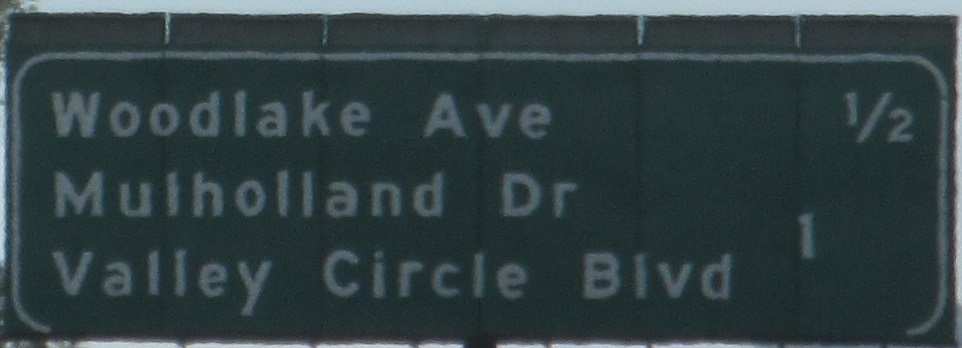 Woodlake Ave 1/2
Mulholland Dr
Valley Circle Blvd 1